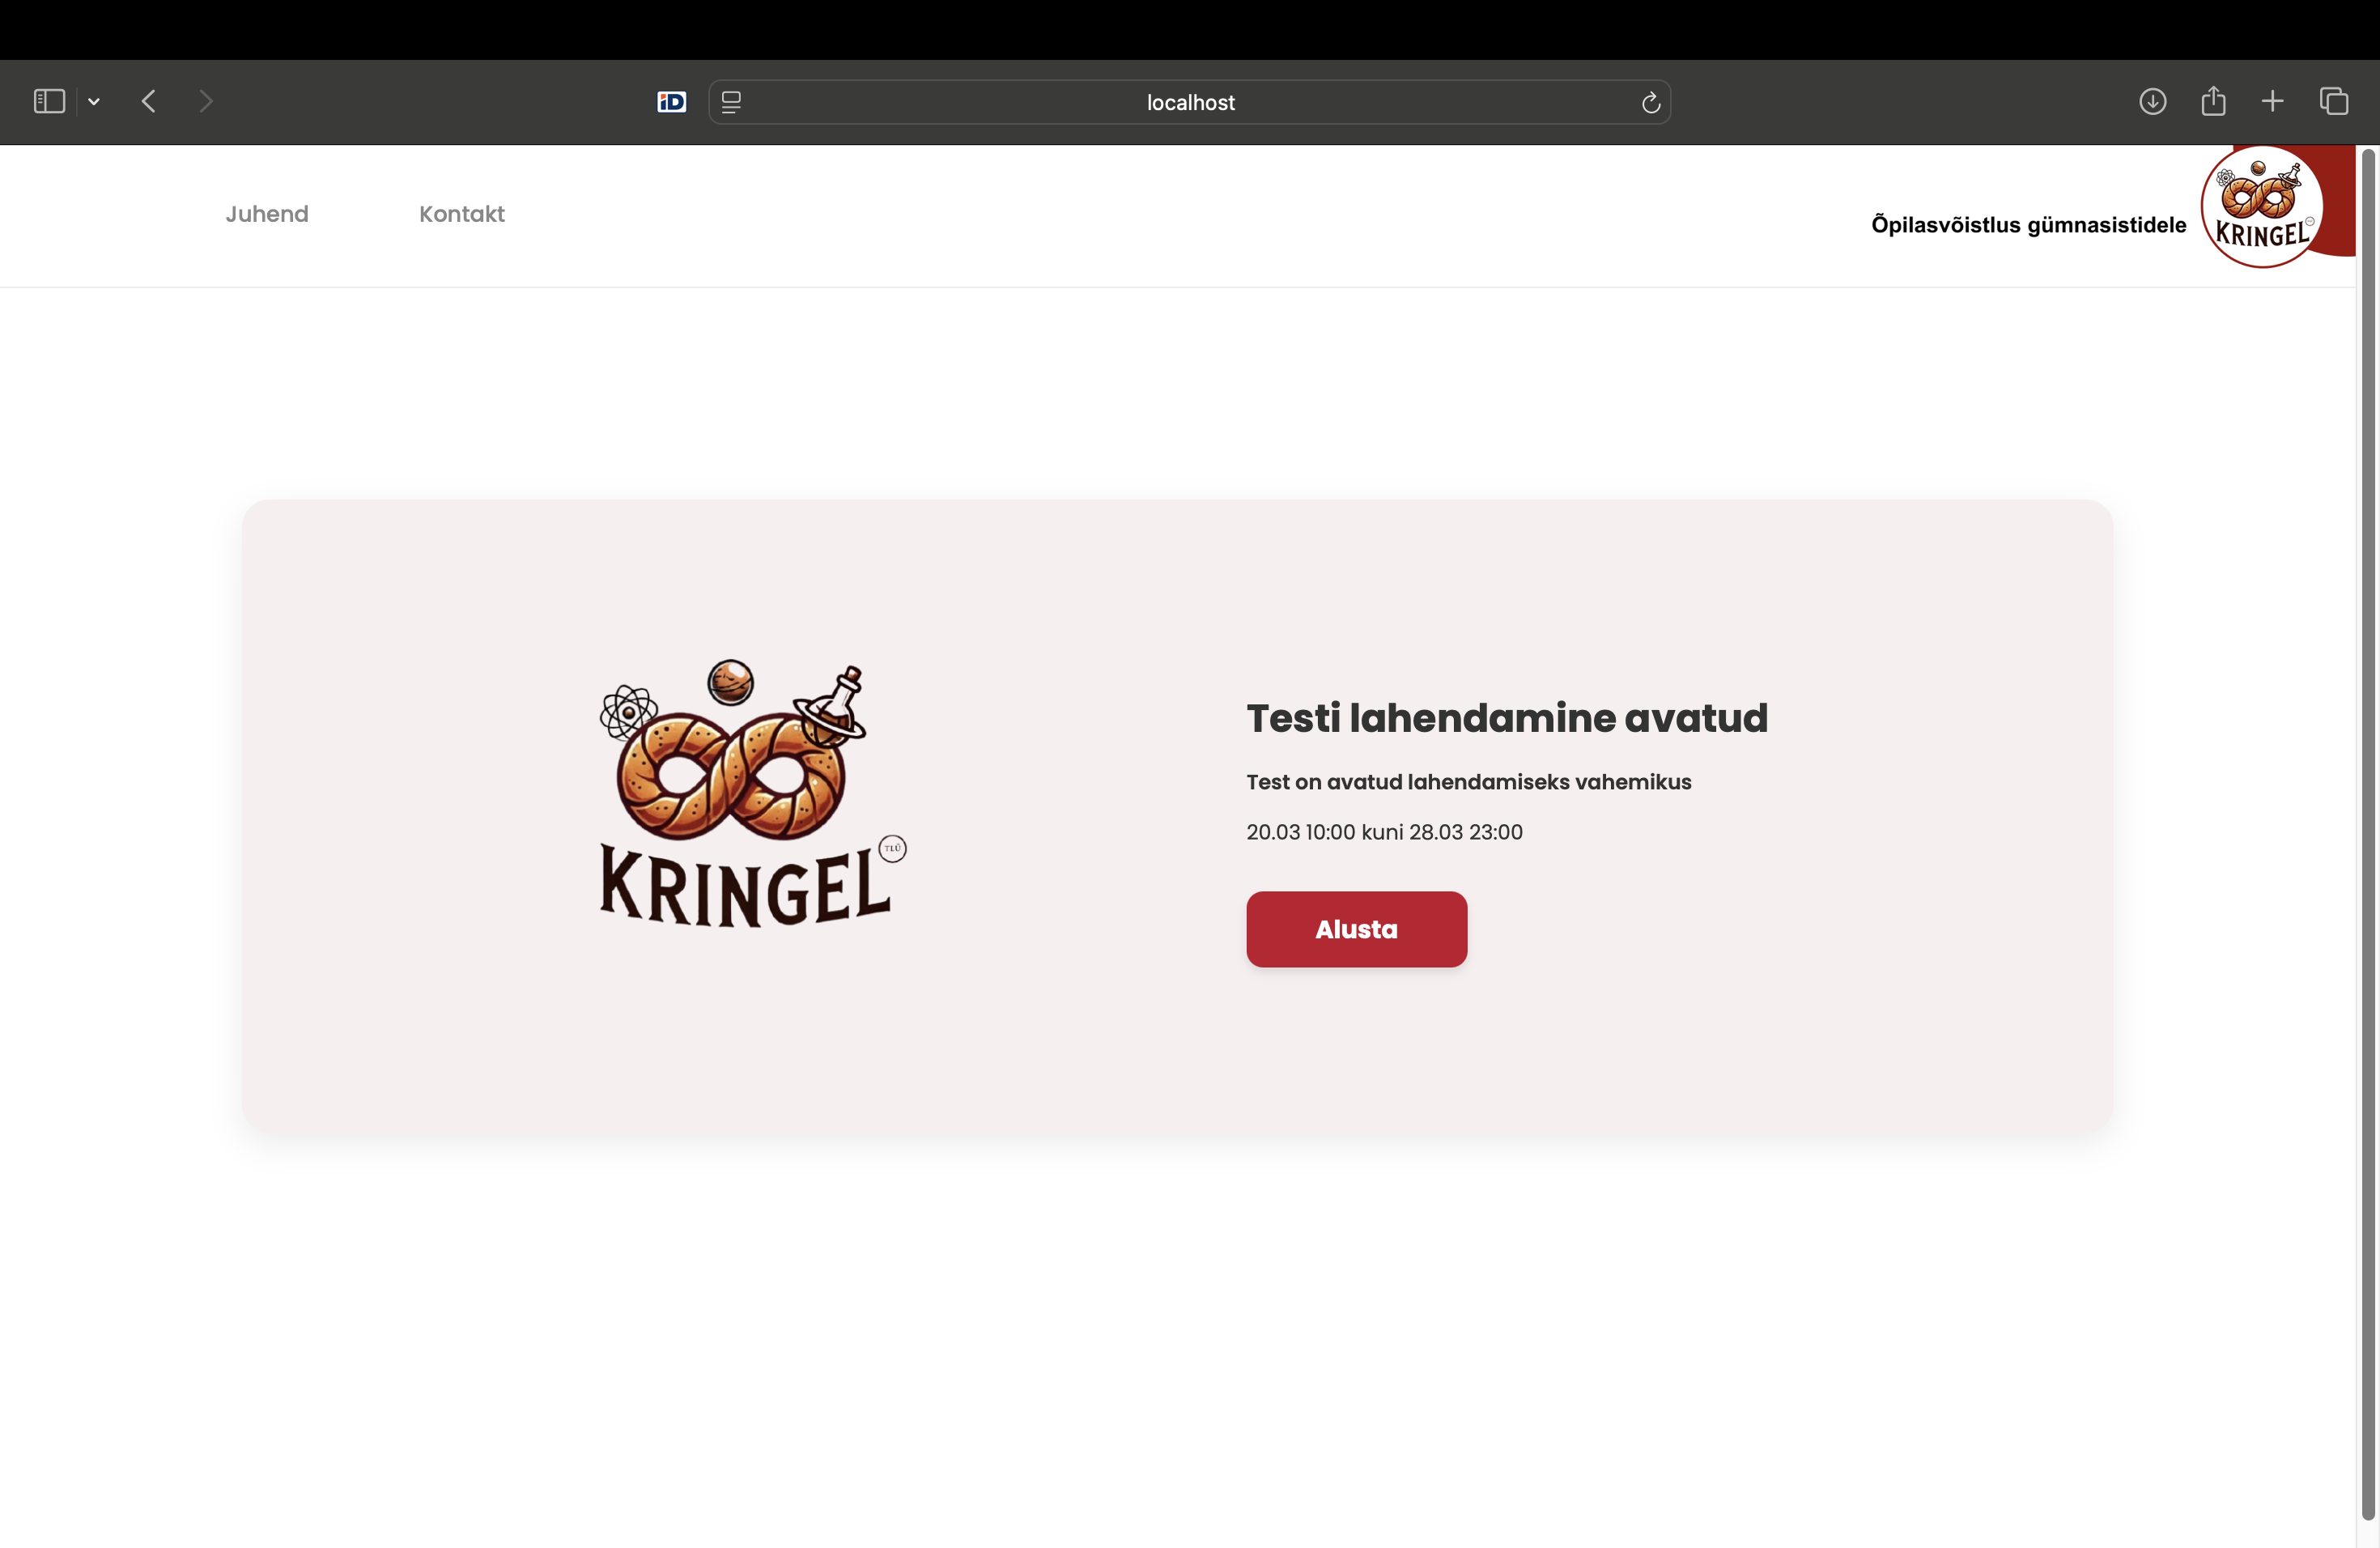 localhost
Juhend
Kontakt
Õpilasvõistlus gümnasistidele
KRINGEL
TLÜ
KRINGEL
Testi lahendamine avatud
Test on avatud lahendamiseks vahemikus
20.03 10:00 kuni 28.03 23:00
Alusta